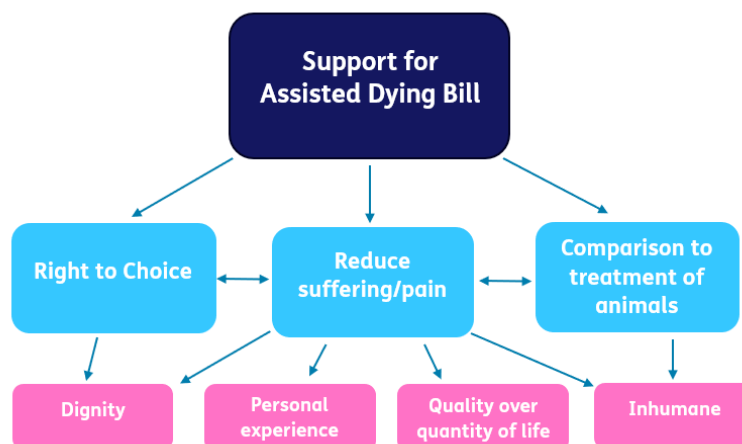 Support for
Assisted Dying Bill
Right to Choice
Reduce
suffering/pain
Comparison to
treatment of
animals
Dignity
Personal
experience
Quality over
quantity of life
Inhumane